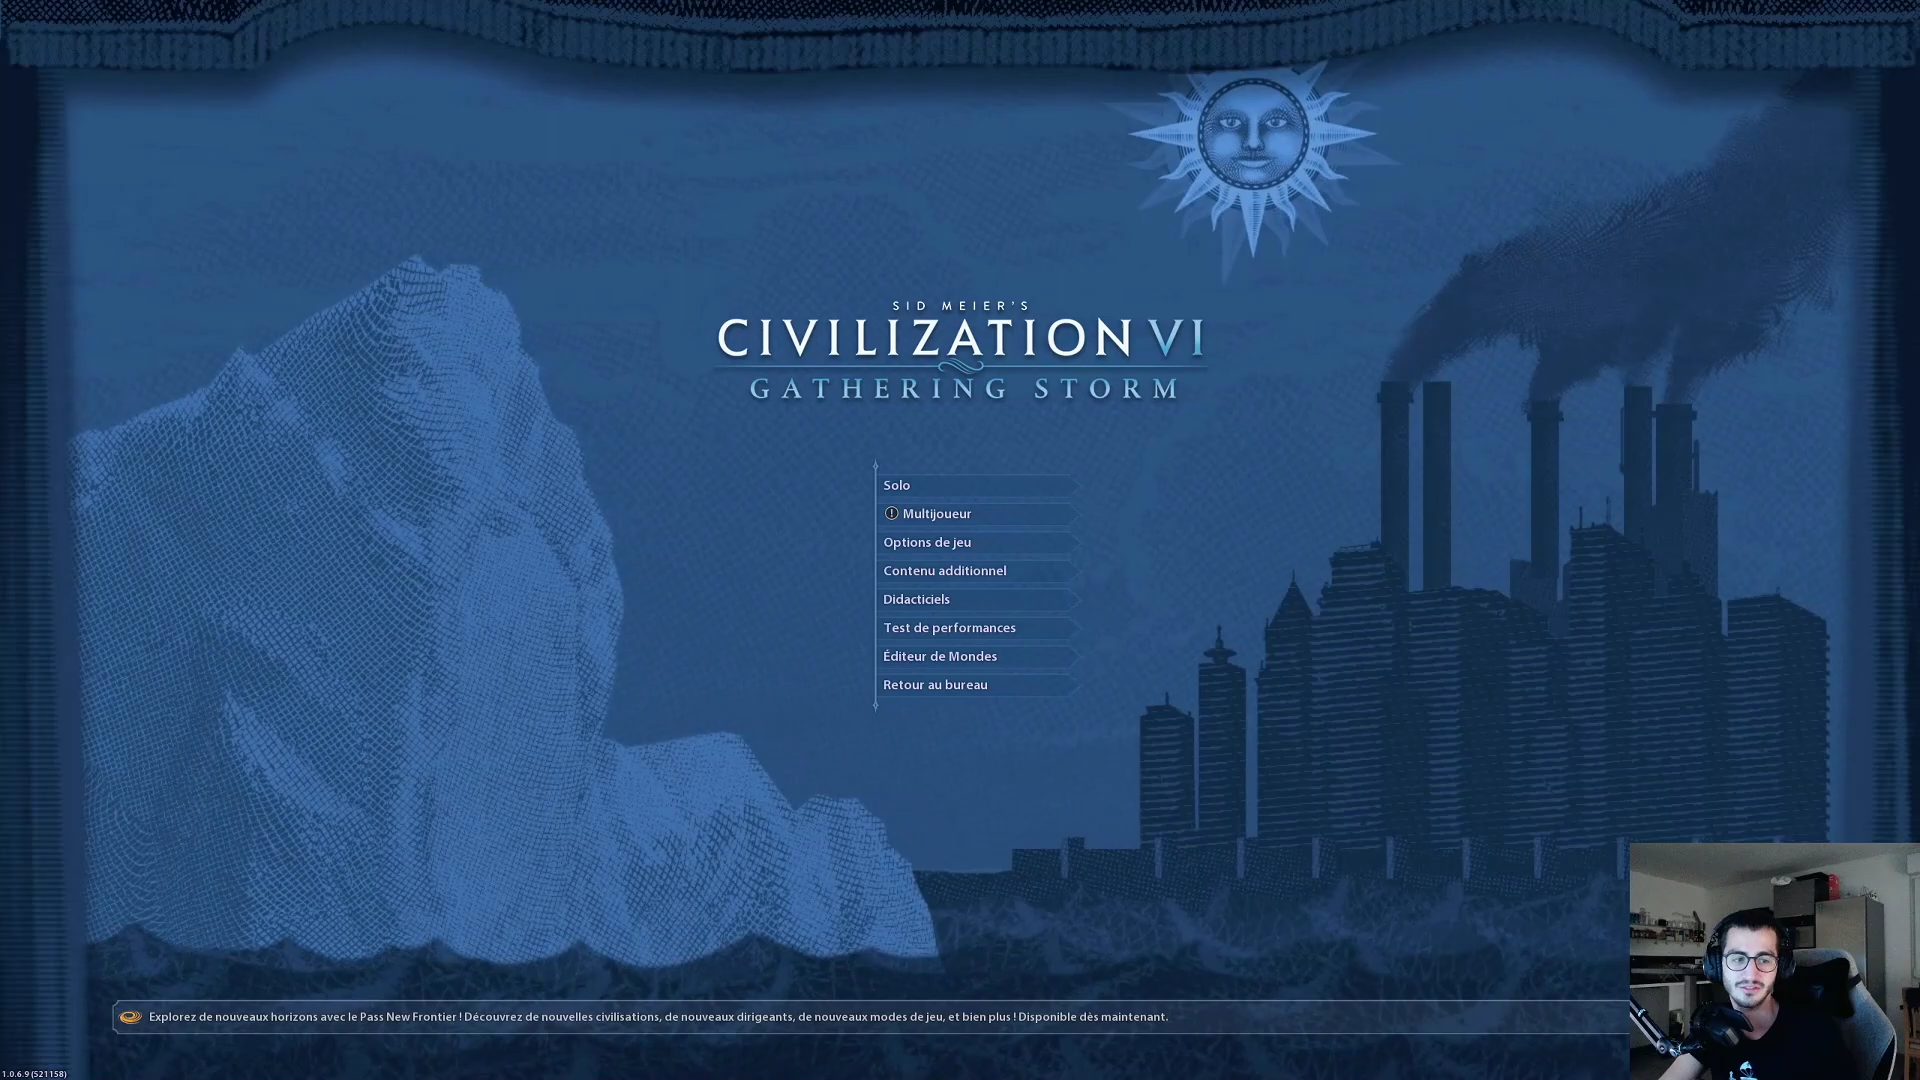 SID MEIER'S
CIVILIZATION VI
GATHERING STORM
Solo
Multijoueur
Options de jeu
Contenu additionnel
Didacticiels
Test de performances
Éditeur de Mondes
Retour au bureau
Explorez de nouveaux horizons avec le Pass New Frontier ! Découvrez de nouvelles civilisations, de nouveaux dirigeants, de nouveaux modes de jeu, et bien plus ! Disponible dès maintenant.
1.0.6.9 (521158)